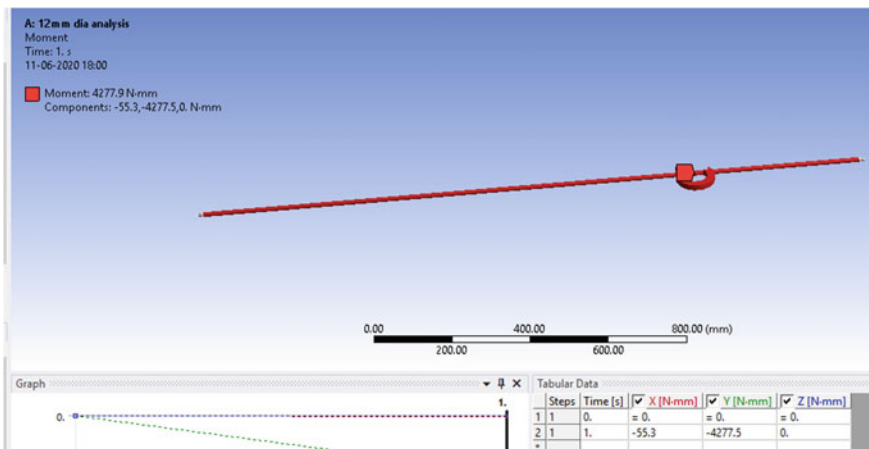 A: 12mm dia analysis
Moment
Time: 1. s
11-06-2020 18:00
Moment: 4277.9 N·mm
Components: -55.3,-4277.5,0. N·mm
0.00 400.00 800.00 (mm)
200.00 600.00
Graph
1.
0.
Tabular Data
Steps Time [s] X [N·mm] Y [N·mm] Z [N·mm]
1 1 0. = 0. = 0. = 0.
2 1 1. -55.3 -4277.5 0.
*